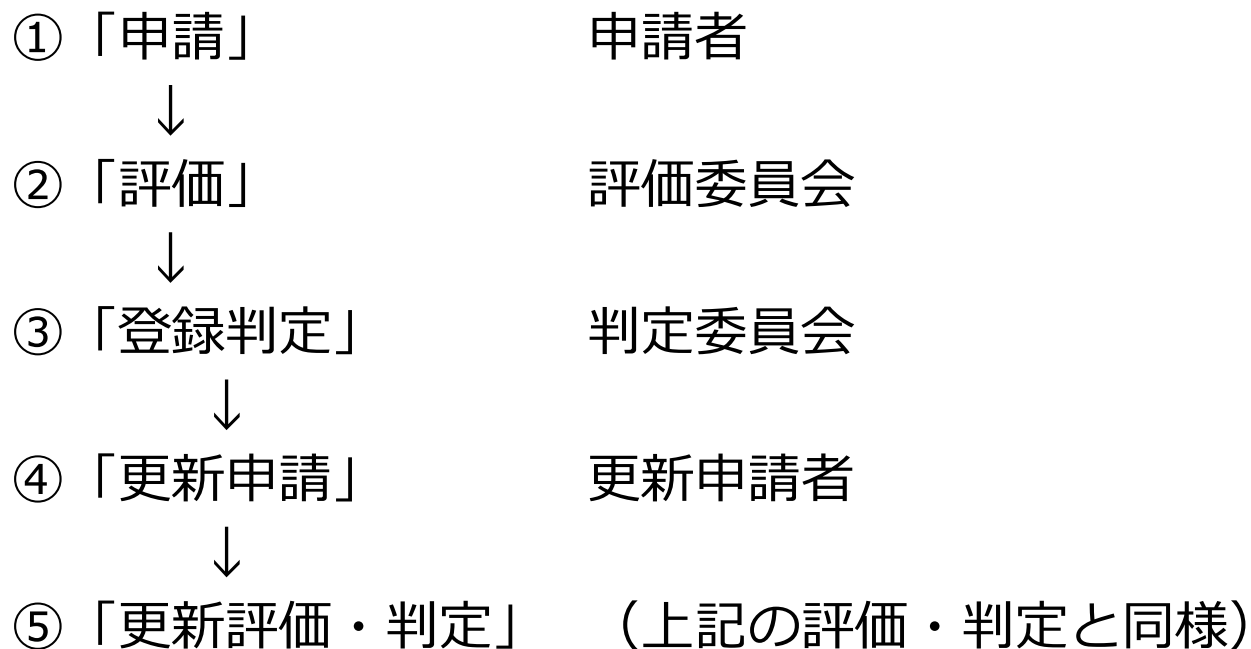 ①「申請」 申請者
↓
②「評価」 評価委員会
↓
③「登録判定」 判定委員会
↓
④「更新申請」 更新申請者
↓
⑤「更新評価・判定」 （上記の評価・判定と同様）